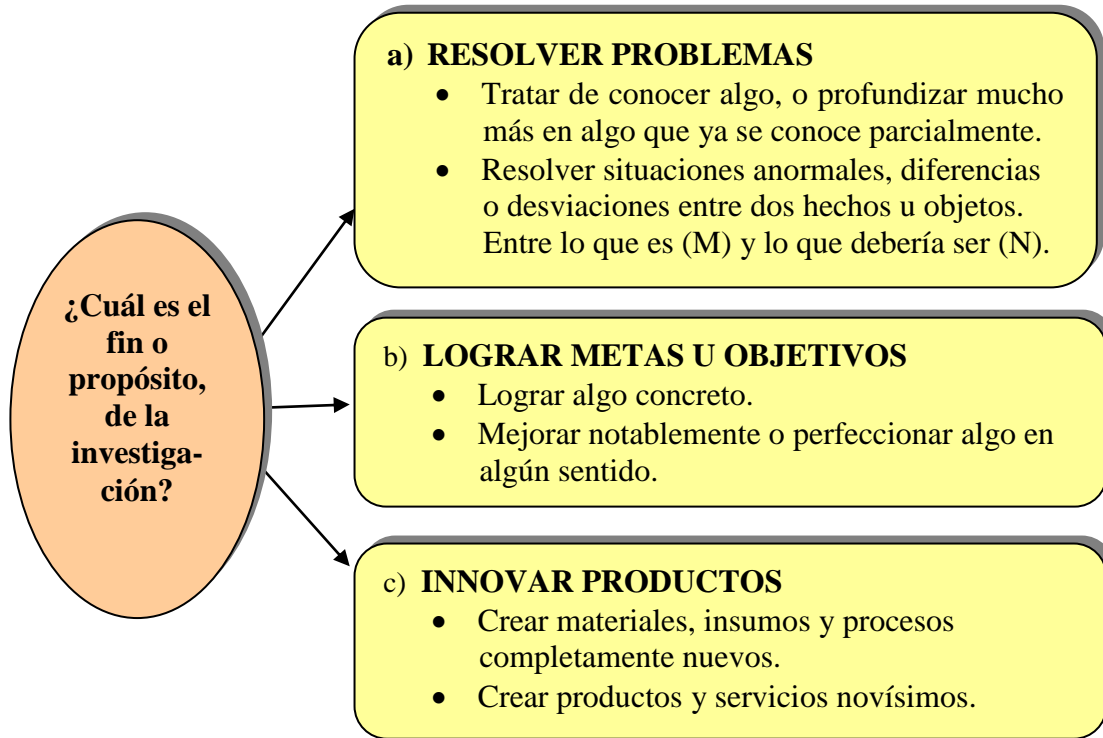 ¿Cuál es el
fin o
propósito,
de la
investiga-
ción?
a) RESOLVER PROBLEMAS
• Tratar de conocer algo, o profundizar mucho
más en algo que ya se conoce parcialmente.
• Resolver situaciones anormales, diferencias
o desviaciones entre dos hechos u objetos.
Entre lo que es (M) y lo que debería ser (N).
b) LOGRAR METAS U OBJETIVOS
• Lograr algo concreto.
• Mejorar notablemente o perfeccionar algo en
algún sentido.
c) INNOVAR PRODUCTOS
• Crear materiales, insumos y procesos
completamente nuevos.
• Crear productos y servicios novísimos.